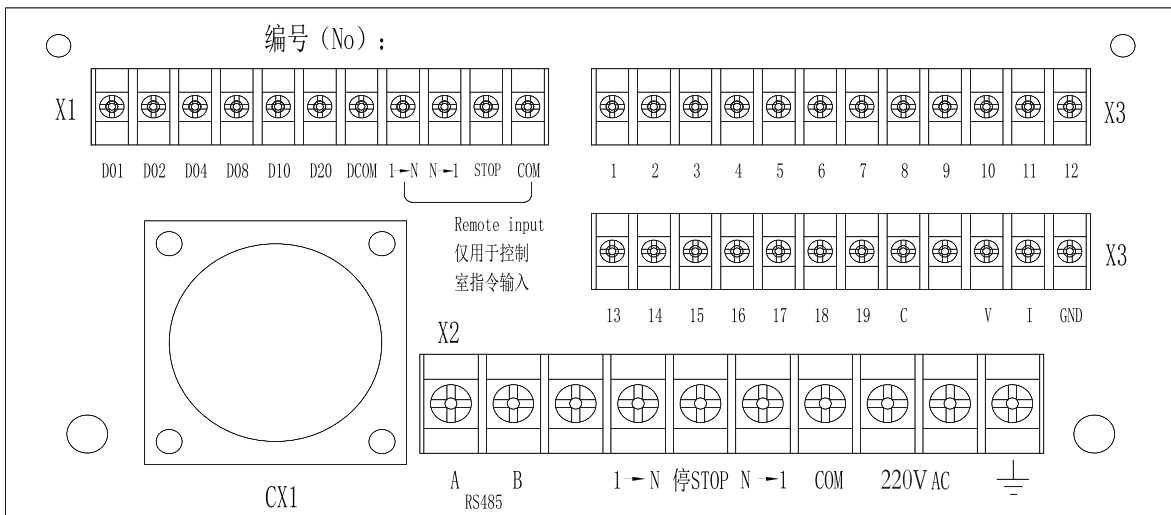 编号（No）：
X1
D01 D02 D04 D08 D10 D20 DCOM 1→N N→1 STOP COM
1 2 3 4 5 6 7 8 9 10 11 12
X3
Remote input
仅用于控制
室指令输入
13 14 15 16 17 18 19 C V I GND
X3
X2
A B 1→N 停STOP N→1 COM 220V AC
RS485
CX1